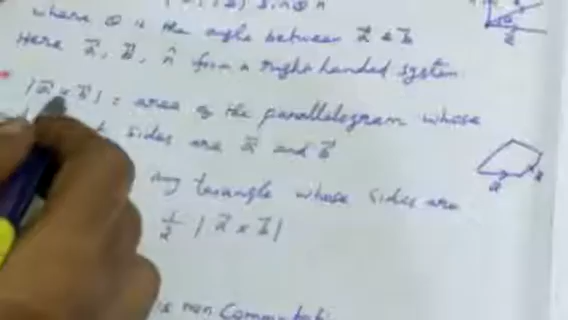 where θ is the angle between a⃗ & b⃗
Here a⃗, b⃗, n̂ form a right handed system.
|a⃗ × b⃗| = area of the parallelogram whose
sides are a⃗ and b⃗
any triangle whose sides are
1/2 | a⃗ × b⃗ |
is non Commutati